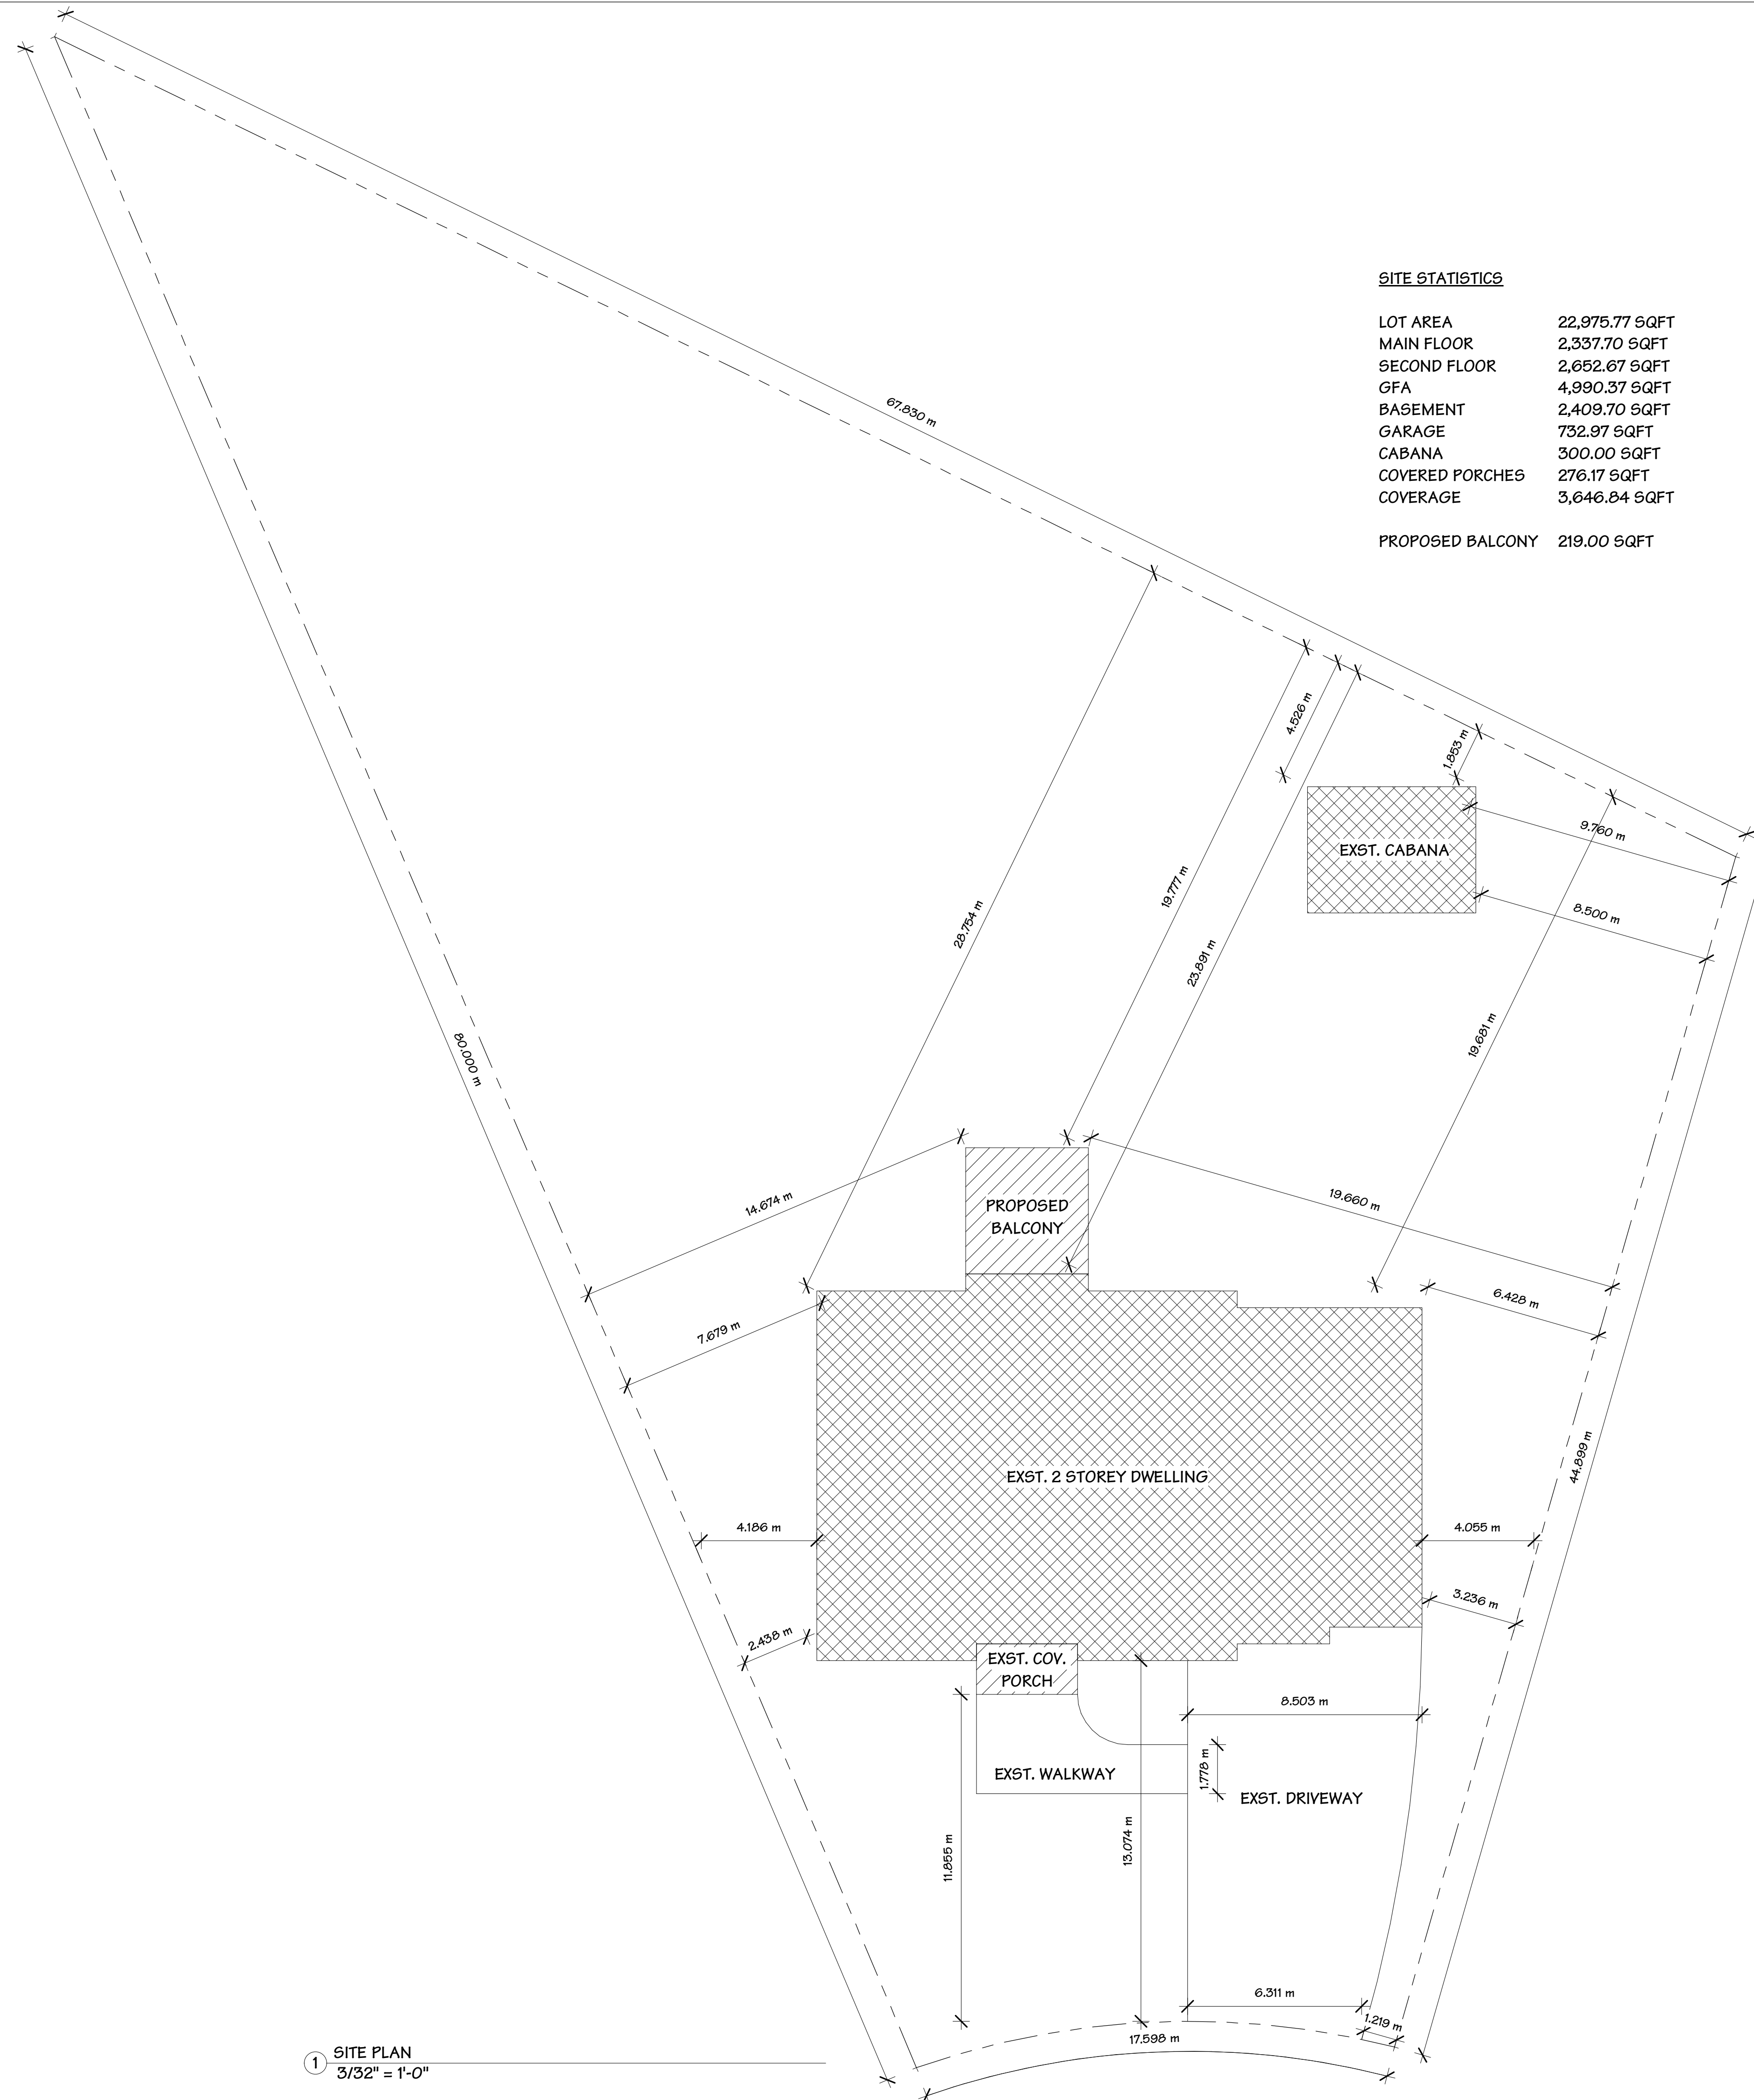 SITE STATISTICS
LOT AREA 22,975.77 SQFT
MAIN FLOOR 2,337.70 SQFT
SECOND FLOOR 2,652.67 SQFT
GFA 4,990.37 SQFT
BASEMENT 2,409.70 SQFT
GARAGE 732.97 SQFT
CABANA 300.00 SQFT
COVERED PORCHES 276.17 SQFT
COVERAGE 3,646.84 SQFT
PROPOSED BALCONY 219.00 SQFT
67.830 m
4.526 m
1.853 m
9.760 m
EXST. CABANA
8.500 m
19.777 m
28.754 m
23.891 m
19.681 m
80.000 m
14.674 m
PROPOSED
BALCONY
19.660 m
6.428 m
7.679 m
44.899 m
EXST. 2 STOREY DWELLING
4.186 m
4.055 m
3.236 m
2.438 m
EXST. COV.
PORCH
8.503 m
EXST. WALKWAY
1.778 m
EXST. DRIVEWAY
11.855 m
13.074 m
6.311 m
1.219 m
17.598 m
1 SITE PLAN
3/32" = 1'-0"